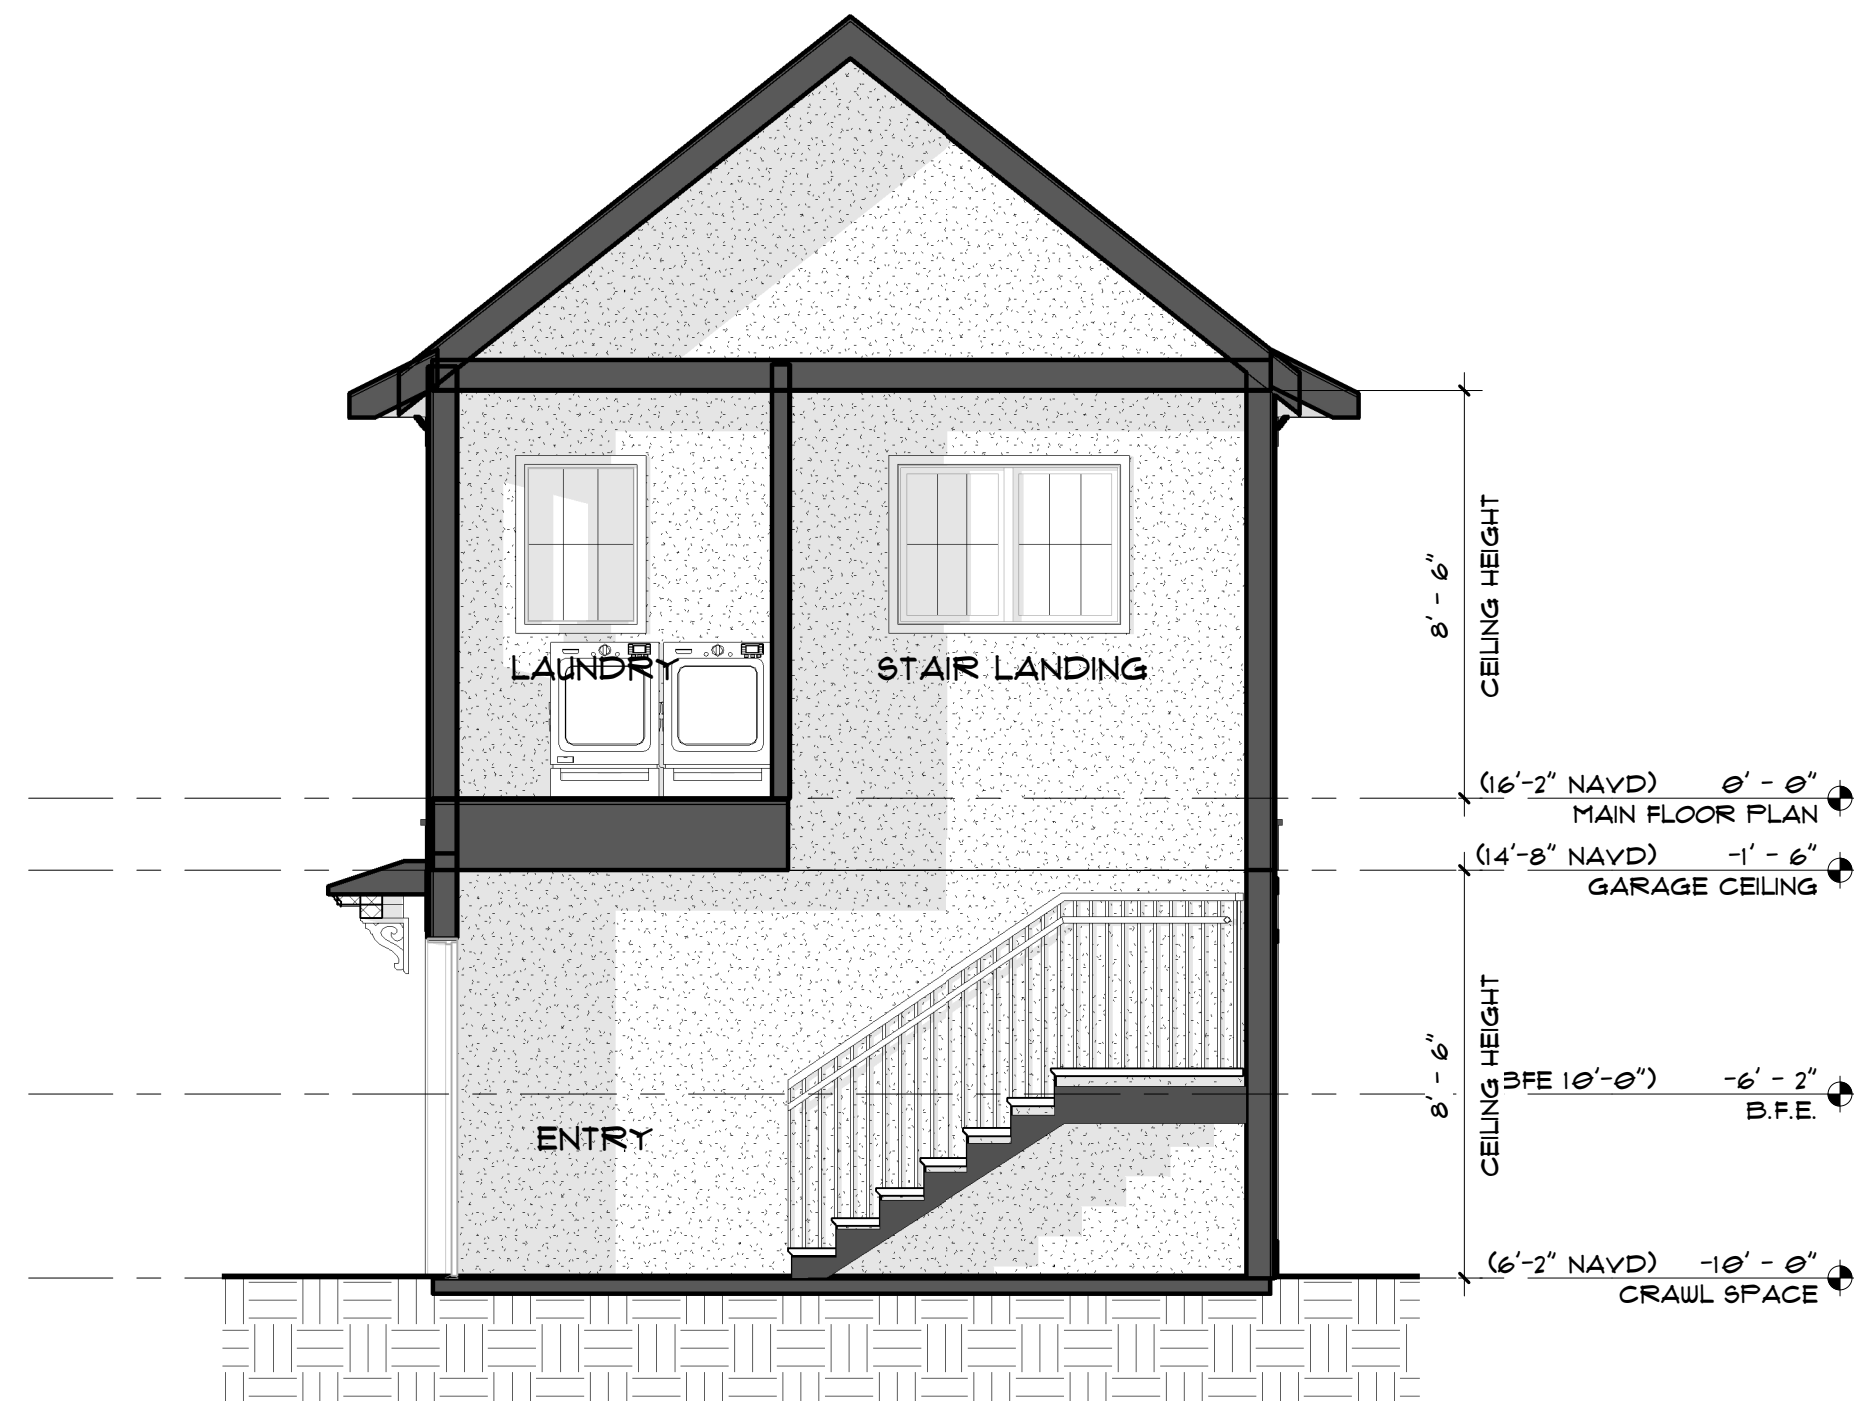 8' - 6"
CEILING HEIGHT
LAUNDRY
STAIR LANDING
(16'-2" NAVD) 0' - 0"
MAIN FLOOR PLAN
(14'-8" NAVD) -1' - 6"
GARAGE CEILING
8' - 6"
CEILING HEIGHT
BFE 10'-0") -6' - 2"
B.F.E.
ENTRY
(6'-2" NAVD) -10' - 0"
CRAWL SPACE